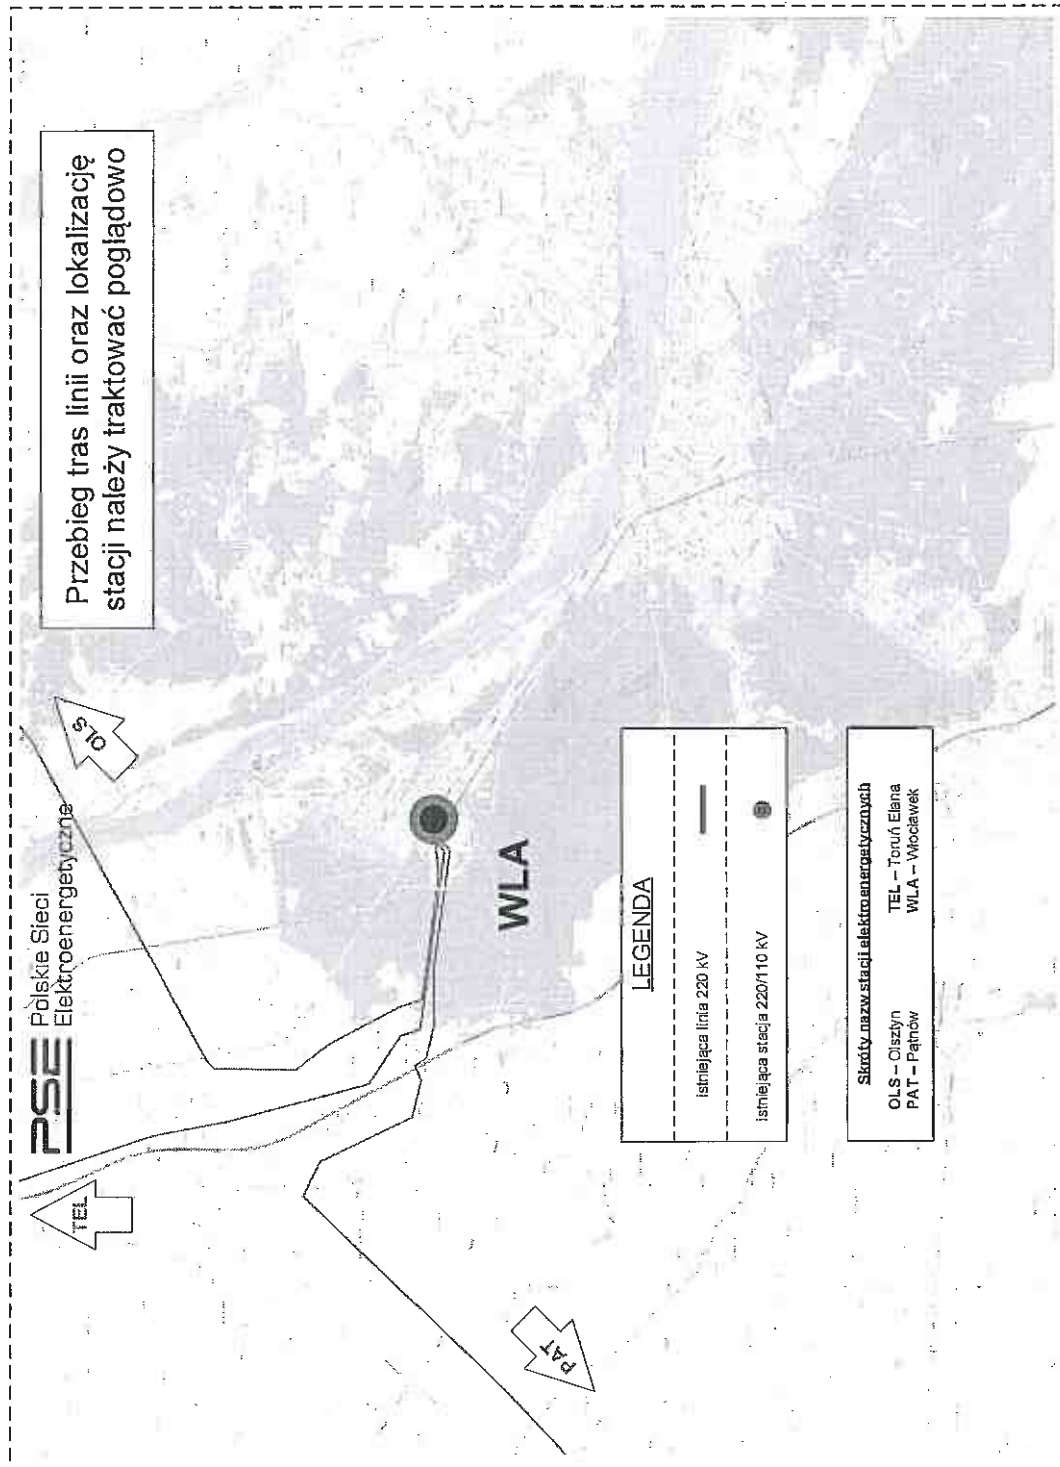 PSE
Polskie Sieci
Elektroenergetyczne
Przebieg tras linii oraz lokalizację
stacji należy traktować poglądowo
TEL
OLS
PAT
WLA
LEGENDA
istniejąca linia 220 kV
istniejąca stacja 220/110 kV
Skróty nazw stacji elektroenergetycznych
OLS – Olsztyn
TEL – Toruń Elana
PAT – Pątnów
WLA – Włocławek